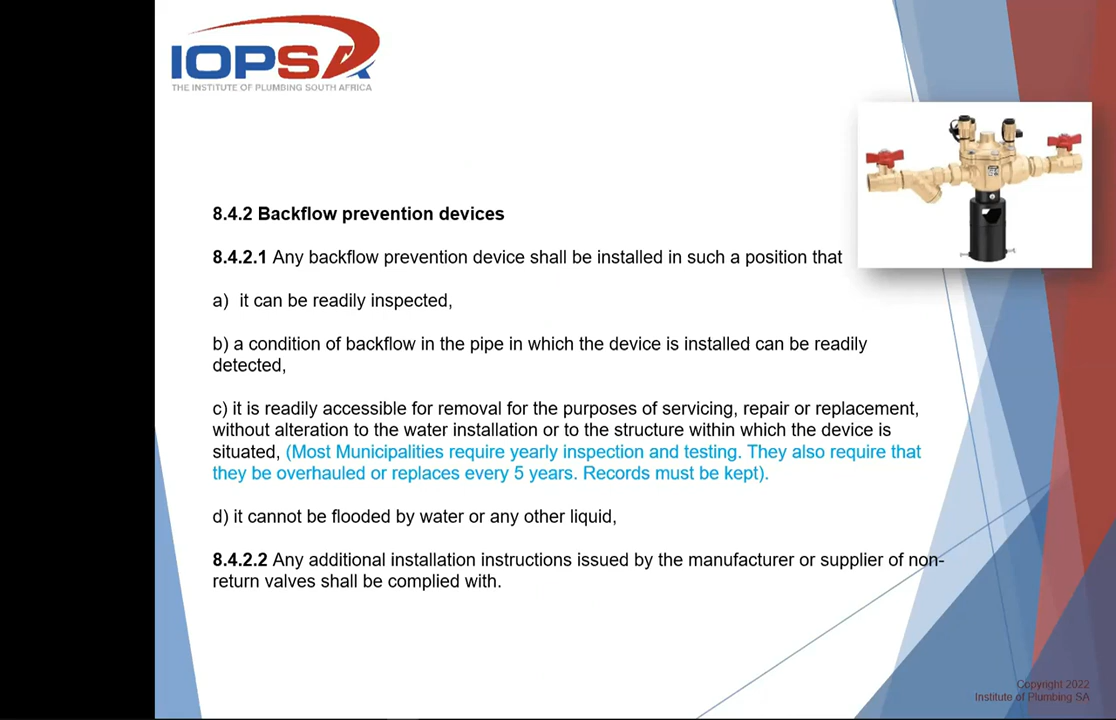 IOPSA
THE INSTITUTE OF PLUMBING SOUTH AFRICA
8.4.2 Backflow prevention devices
8.4.2.1 Any backflow prevention device shall be installed in such a position that
a) it can be readily inspected,
b) a condition of backflow in the pipe in which the device is installed can be readily
detected,
c) it is readily accessible for removal for the purposes of servicing, repair or replacement,
without alteration to the water installation or to the structure within which the device is
situated, (Most Municipalities require yearly inspection and testing. They also require that
they be overhauled or replaces every 5 years. Records must be kept).
d) it cannot be flooded by water or any other liquid,
8.4.2.2 Any additional installation instructions issued by the manufacturer or supplier of non-
return valves shall be complied with.
Copyright 2022
Institute of Plumbing SA